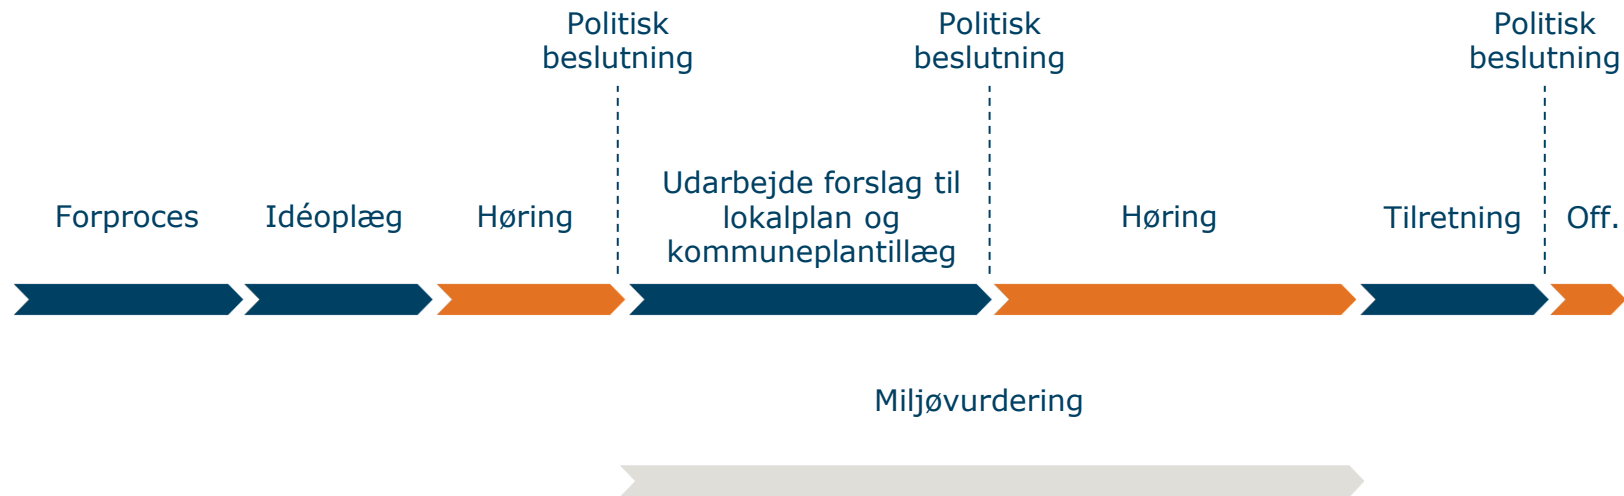 Politisk
beslutning
Politisk
beslutning
Politisk
beslutning
Forproces
Idéoplæg
Høring
Udarbejde forslag til
lokalplan og
kommuneplantillæg
Høring
Tilretning
Off.
Miljøvurdering